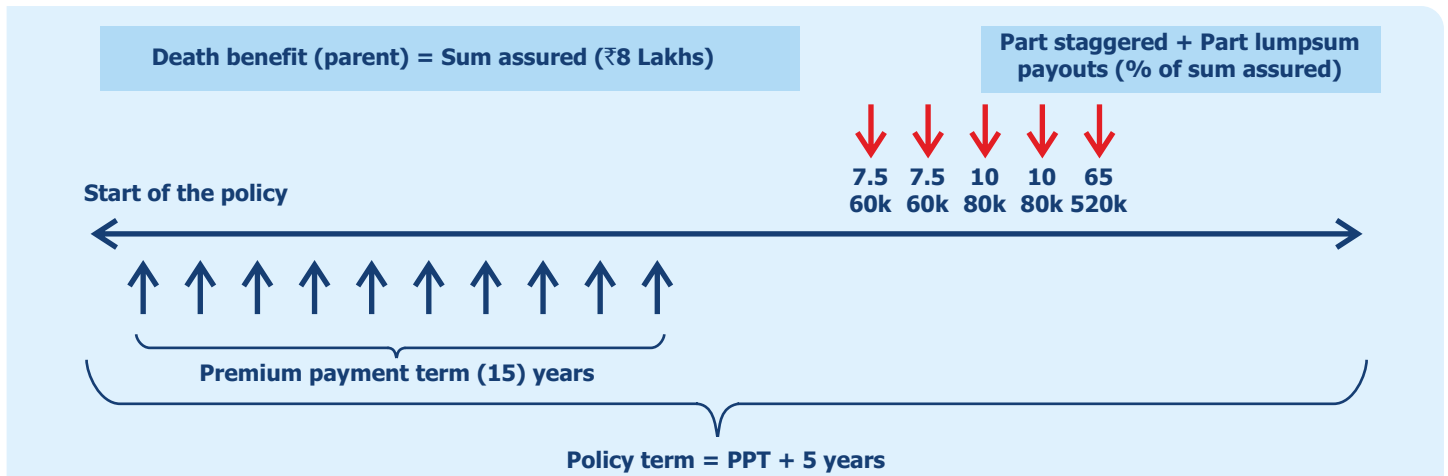 Death benefit (parent) = Sum assured (₹8 Lakhs)
Part staggered + Part lumpsum
payouts (% of sum assured)
7.5 7.5 10 10 65
60k 60k 80k 80k 520k
Start of the policy
Premium payment term (15) years
Policy term = PPT + 5 years